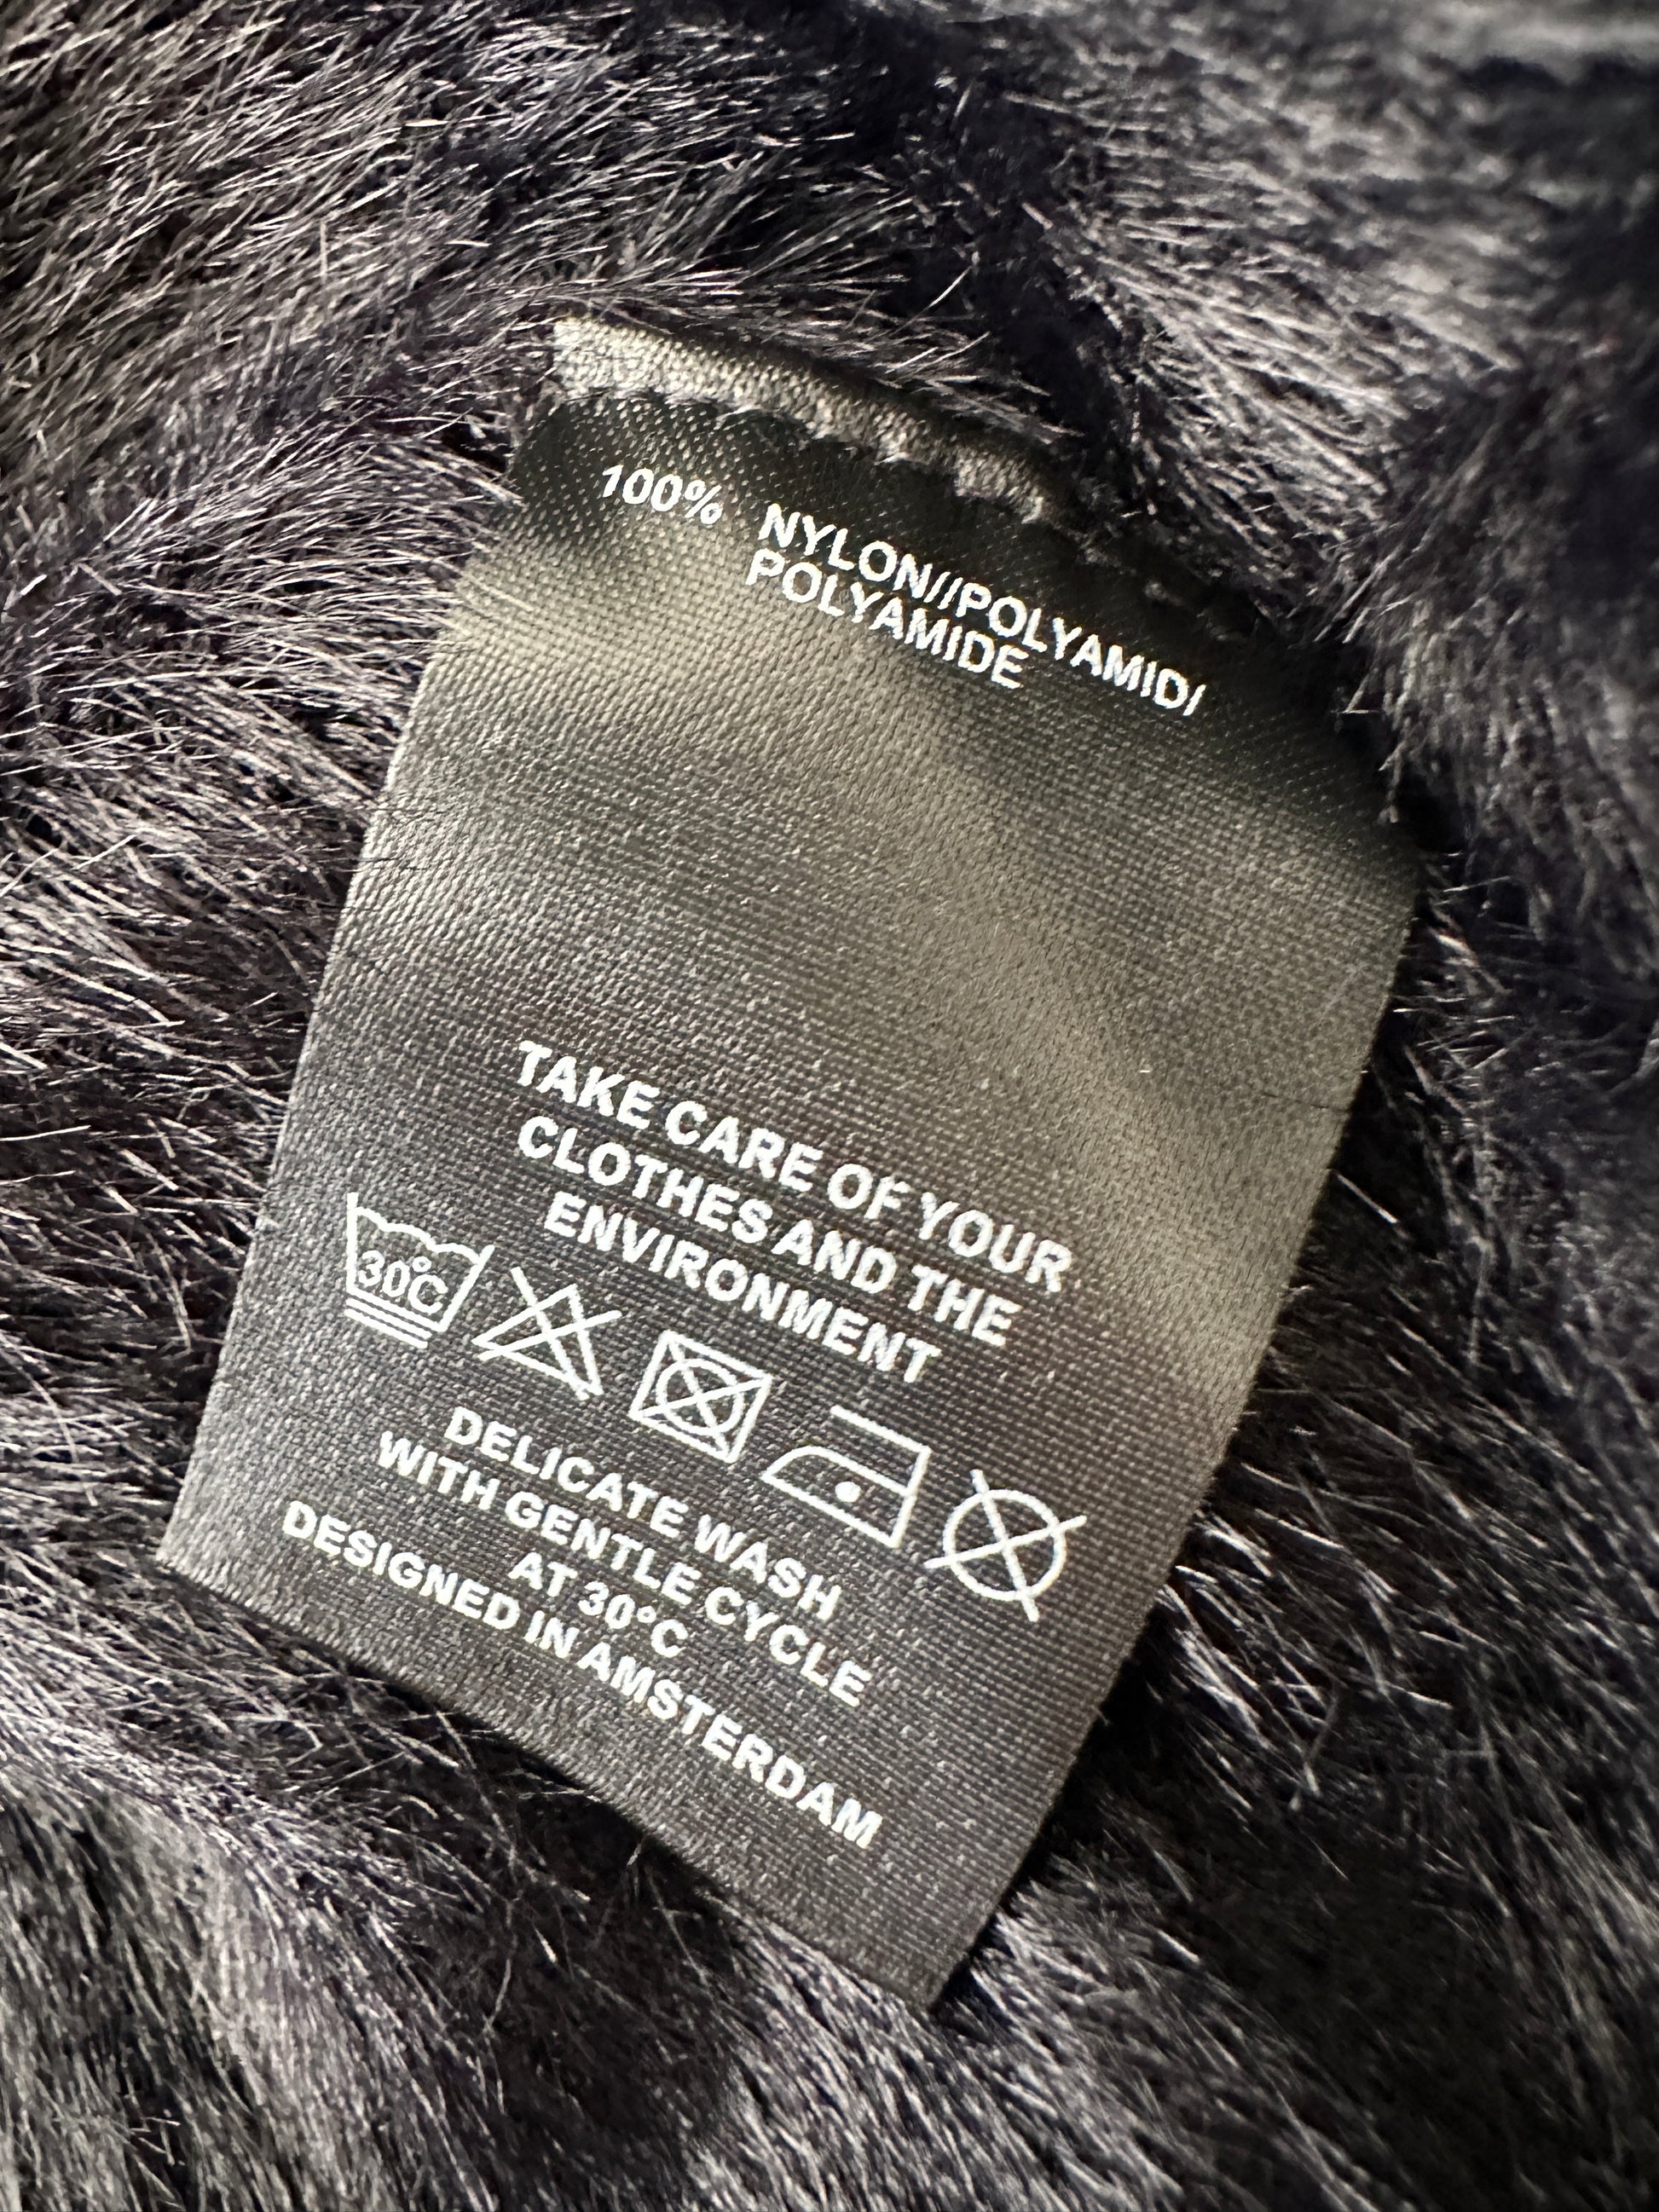 100% NYLON//POLYAMID/
POLYAMIDE
TAKE CARE OF YOUR
CLOTHES AND THE
ENVIRONMENT
30°C
DELICATE WASH
WITH GENTLE CYCLE
AT 30°C
DESIGNED IN AMSTERDAM